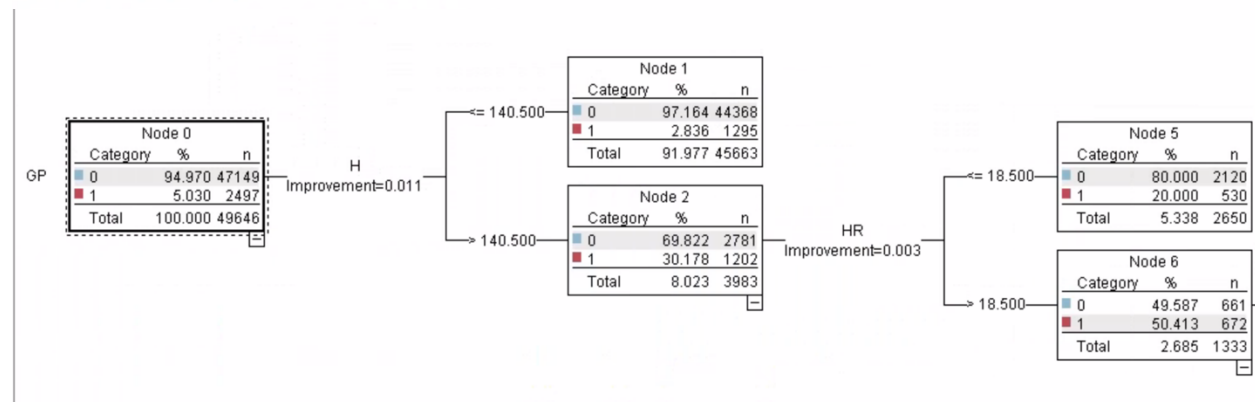 GP
Node 0
Category % n
0 94.970 47149
1 5.030 2497
Total 100.000 49646
H
Improvement=0.011
<= 140.500
Node 1
Category % n
0 97.164 44368
1 2.836 1295
Total 91.977 45663
> 140.500
Node 2
Category % n
0 69.822 2781
1 30.178 1202
Total 8.023 3983
HR
Improvement=0.003
<= 18.500
Node 5
Category % n
0 80.000 2120
1 20.000 530
Total 5.338 2650
> 18.500
Node 6
Category % n
0 49.587 661
1 50.413 672
Total 2.685 1333